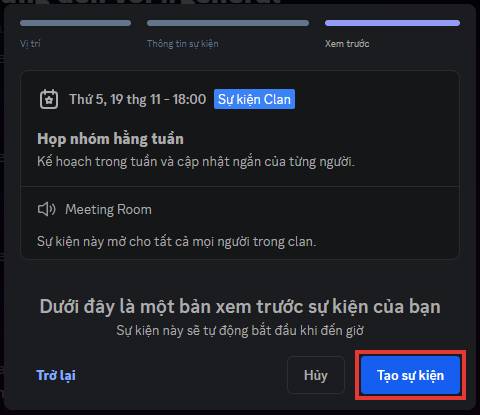 Vị trí
Thông tin sự kiện
Xem trước
Thứ 5, 19 thg 11 - 18:00 Sự kiện Clan
Họp nhóm hằng tuần
Kế hoạch trong tuần và cập nhật ngắn của từng người.
Meeting Room
Sự kiện này mở cho tất cả mọi người trong clan.
Dưới đây là một bản xem trước sự kiện của bạn
Sự kiện này sẽ tự động bắt đầu khi đến giờ
Trở lại
Hủy
Tạo sự kiện